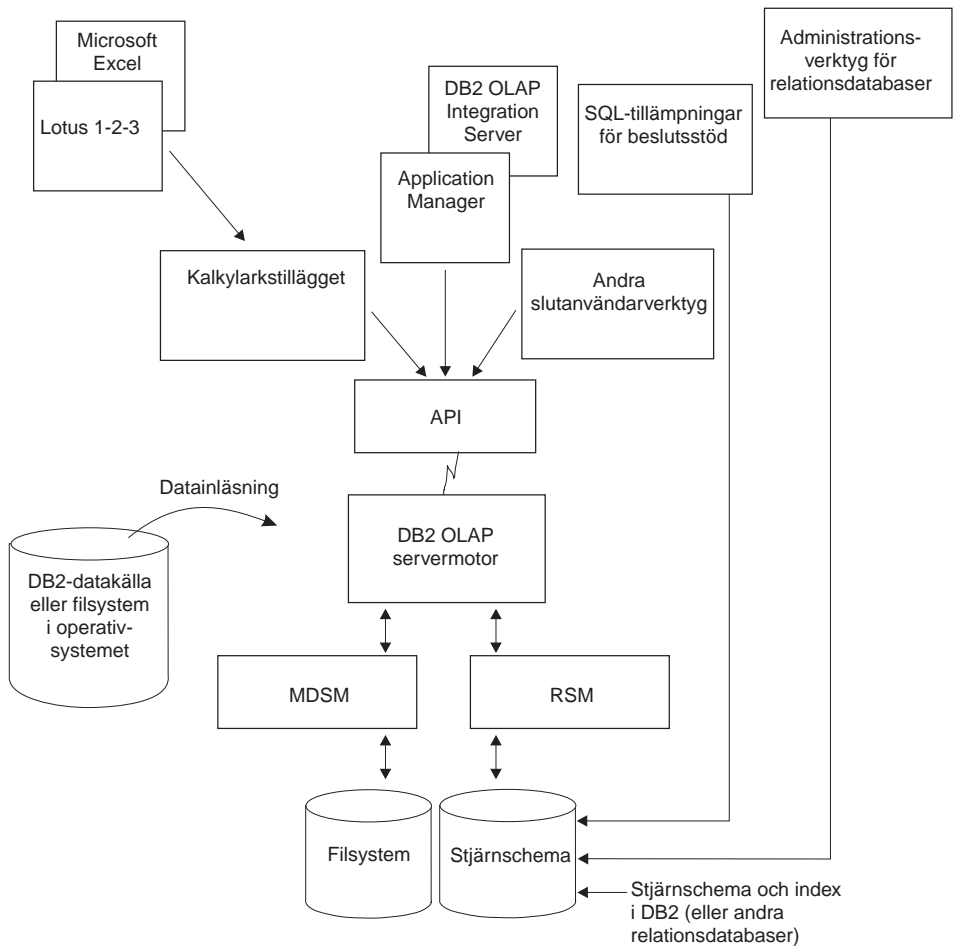 Microsoft
Excel
Lotus 1-2-3
DB2 OLAP
Integration
Server
Application
Manager
SQL-tillämpningar
för beslutsstöd
Administrations-
verktyg för
relationsdatabaser
Kalkylarkstillägget
Andra
slutanvändarverktyg
API
Datainläsning
DB2 OLAP
servermotor
DB2-datakälla
eller filsystem
i operativ-
systemet
MDSM
RSM
Filsystem
Stjärnschema
Stjärnschema och index
i DB2 (eller andra
relationsdatabaser)